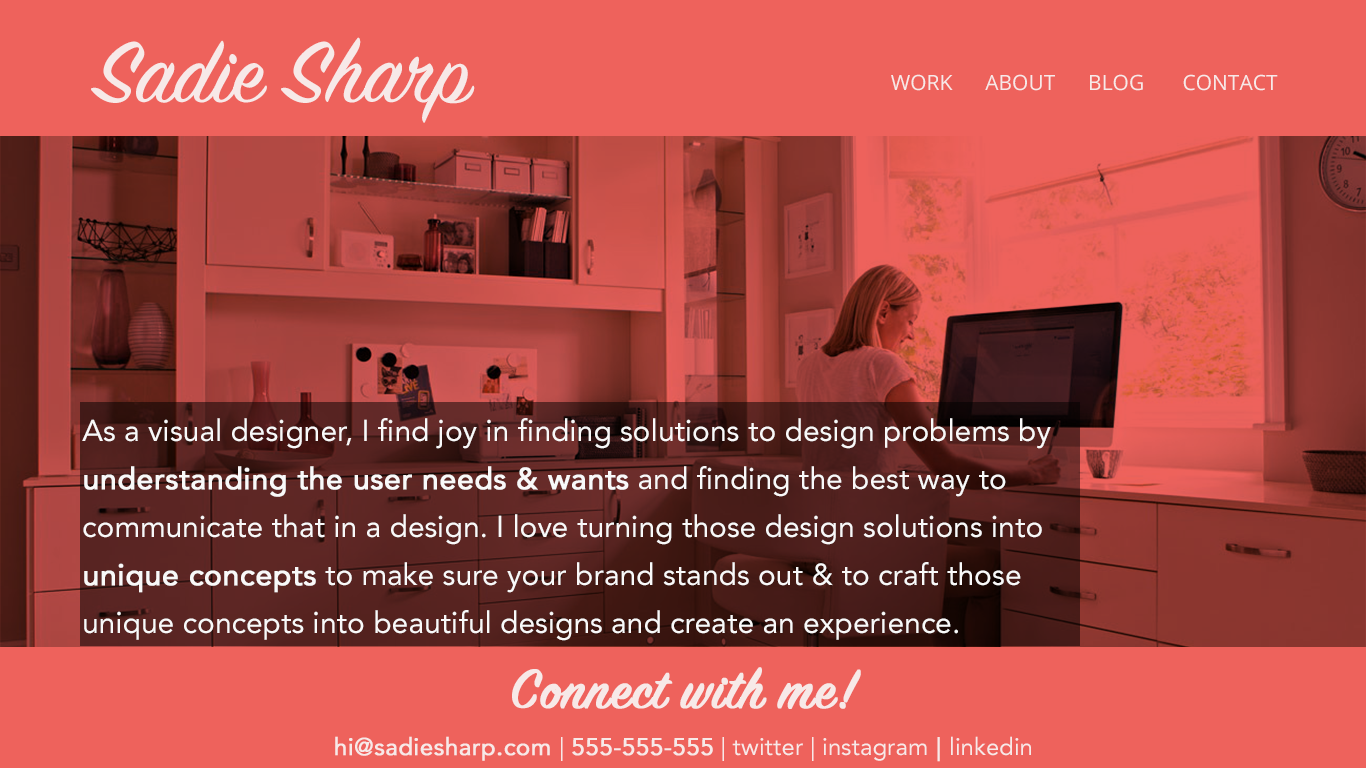 Sadie Sharp
WORK ABOUT BLOG CONTACT
As a visual designer, I find joy in finding solutions to design problems by
understanding the user needs & wants and finding the best way to
communicate that in a design. I love turning those design solutions into
unique concepts to make sure your brand stands out & to craft those
unique concepts into beautiful designs and create an experience.
Connect with me!
hi@sadiesharp.com | 555-555-555 | twitter | instagram | linkedin